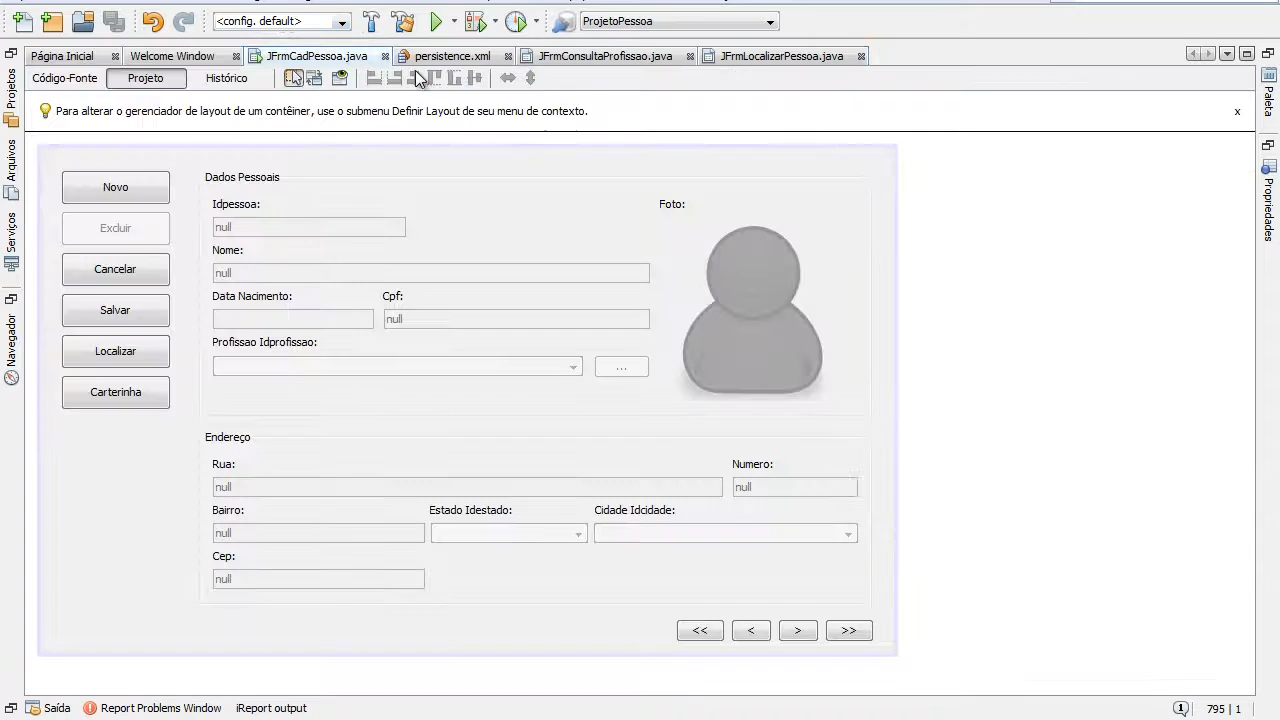 <config. default>
ProjetoPessoa
Página Inicial
Welcome Window
JFrmCadPessoa.java
persistence.xml
JFrmConsultaProfissao.java
JFrmLocalizarPessoa.java
Código-Fonte
Projeto
Histórico
Para alterar o gerenciador de layout de um contêiner, use o submenu Definir Layout de seu menu de contexto.
x
Projetos
Arquivos
Serviços
Navegador
Paleta
Propriedades
Novo
Excluir
Cancelar
Salvar
Localizar
Carterinha
Dados Pessoais
Idpessoa:
null
Foto:
Nome:
null
Data Nacimento:
Cpf:
null
Profissao Idprofissao:
...
Endereço
Rua:
Numero:
null
null
Bairro:
Estado Idestado:
Cidade Idcidade:
null
Cep:
null
<< < > >>
Saída
Report Problems Window
iReport output
1
795 | 1